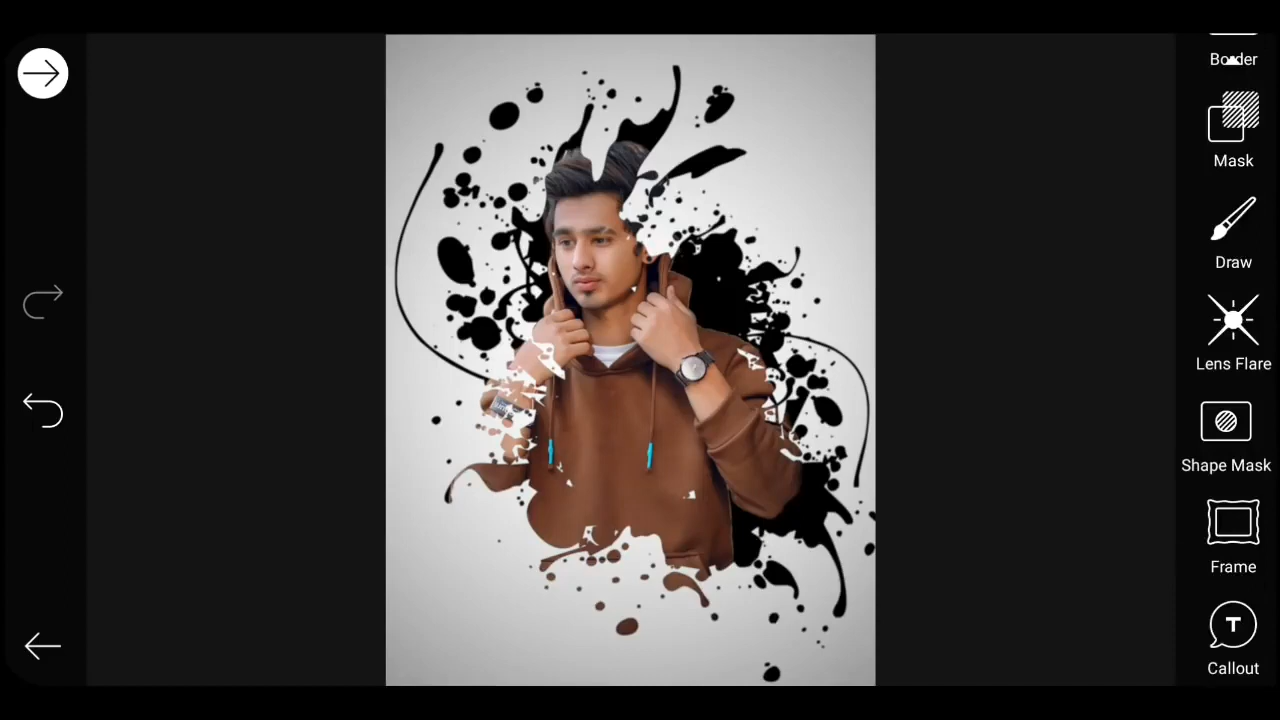 Border
Mask
Draw
Lens Flare
Shape Mask
Frame
T
Callout